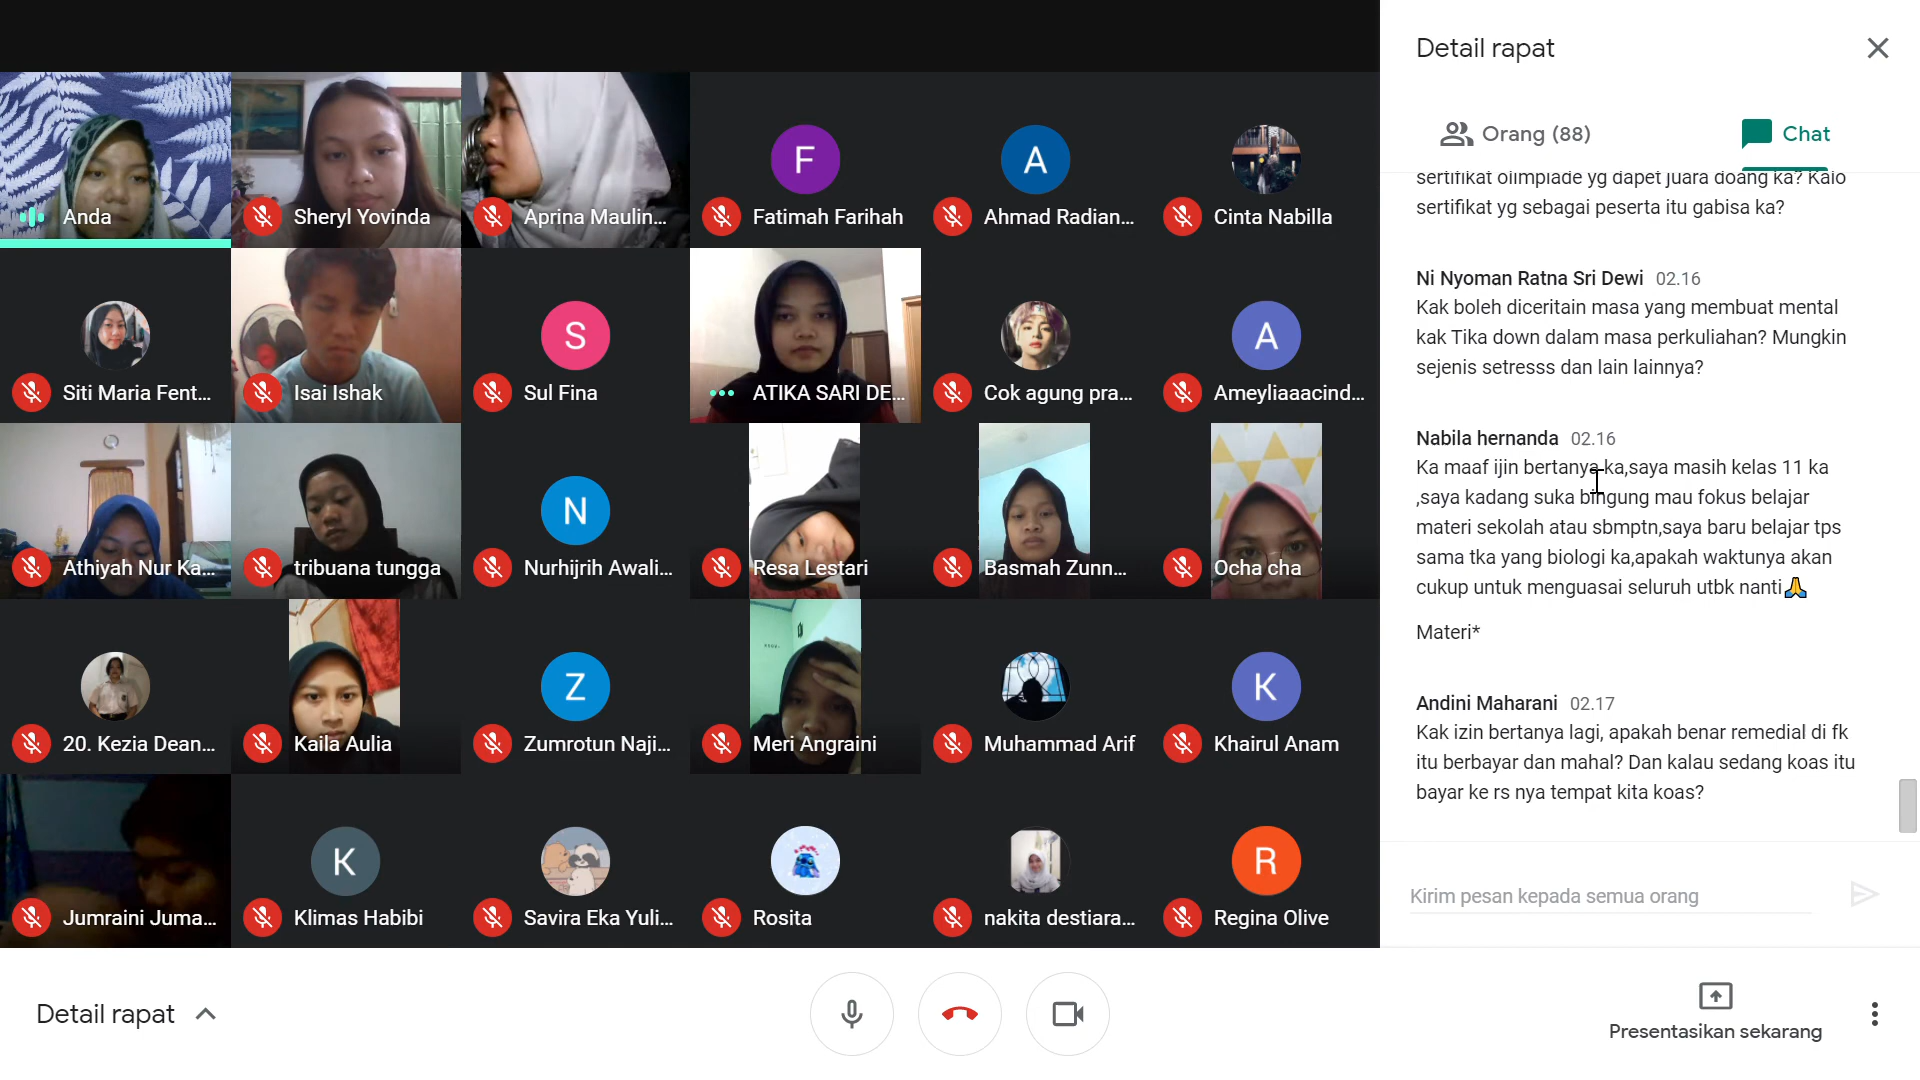 Detail rapat
Orang (88)
Chat
sertifikat olimpiade yg dapet juara doang ka? Kalo
sertifikat yg sebagai peserta itu gabisa ka?
Ni Nyoman Ratna Sri Dewi 02.16
Kak boleh diceritain masa yang membuat mental
kak Tika down dalam masa perkuliahan? Mungkin
sejenis setresss dan lain lainnya?
Nabila hernanda 02.16
Ka maaf ijin bertanya ka,saya masih kelas 11 ka
,saya kadang suka bingung mau fokus belajar
materi sekolah atau sbmptn,saya baru belajar tps
sama tka yang biologi ka,apakah waktunya akan
cukup untuk menguasai seluruh utbk nanti🙏
Materi*
Andini Maharani 02.17
Kak izin bertanya lagi, apakah benar remedial di fk
itu berbayar dan mahal? Dan kalau sedang koas itu
bayar ke rs nya tempat kita koas?
Kirim pesan kepada semua orang
Anda
Sheryl Yovinda
Aprina Maulin...
F
Fatimah Farihah
A
Ahmad Radian...
Cinta Nabilla
Siti Maria Fent...
Isai Ishak
S
Sul Fina
ATIKA SARI DE...
Cok agung pra...
A
Ameyliaaacind...
Athiyah Nur Ka...
tribuana tungga
N
Nurhijrih Awali...
Resa Lestari
Basmah Zunn...
Ocha cha
20. Kezia Dean...
Kaila Aulia
Z
Zumrotun Naji...
Meri Angraini
Muhammad Arif
K
Khairul Anam
Jumraini Juma...
K
Klimas Habibi
Savira Eka Yuli...
Rosita
nakita destiara...
R
Regina Olive
Detail rapat
Presentasikan sekarang